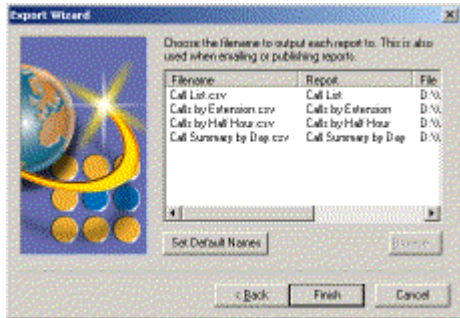 Export Wizard
Choose the filename to output each report to. This is also
used when emailing or publishing reports.
Filename Report File
Call List.csv Call List D:\
Calls by Extension.csv Calls by Extension D:\
Calls by Half Hour.csv Calls by Half Hour D:\
Call Summary by Day.csv Call Summary by Day D:\
Set Default Names Browse...
< Back Finish Cancel